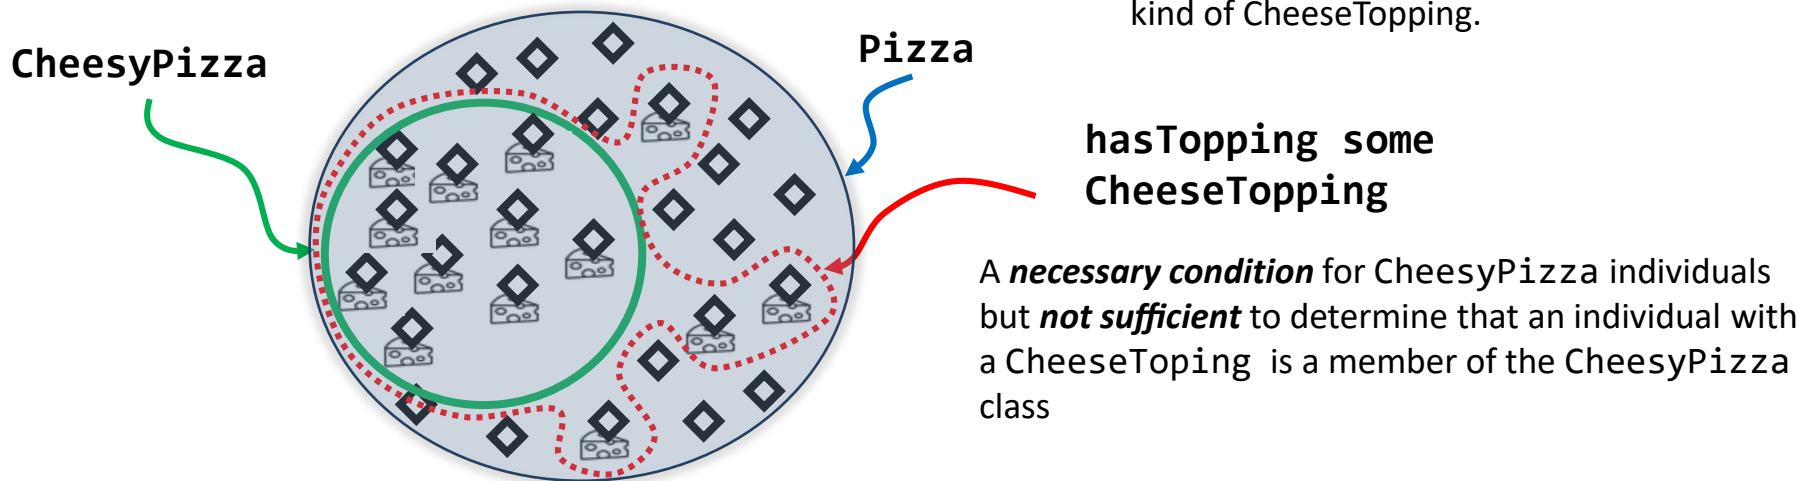 kind of CheeseTopping.
CheesyPizza
Pizza
hasTopping some
CheeseTopping
A necessary condition for CheesyPizza individuals
but not sufficient to determine that an individual with
a CheeseToping is a member of the CheesyPizza
class